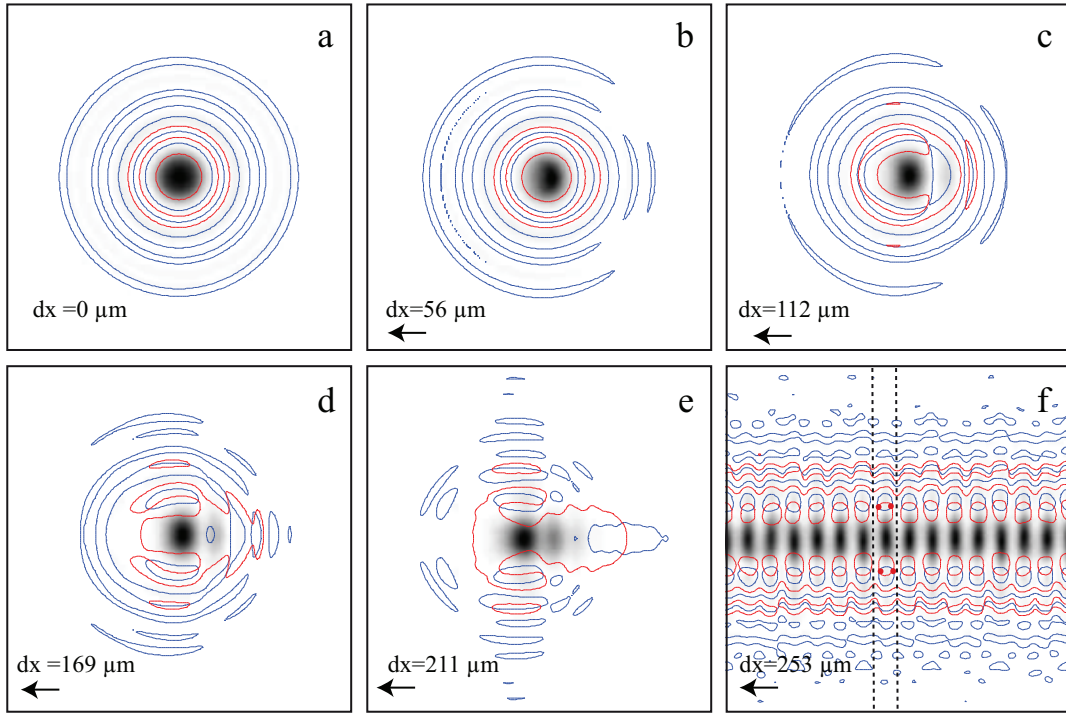 a
dx =0 µm
b
dx=56 µm
c
dx=112 µm
d
dx =169 µm
e
dx=211 µm
f
dx=253 µm